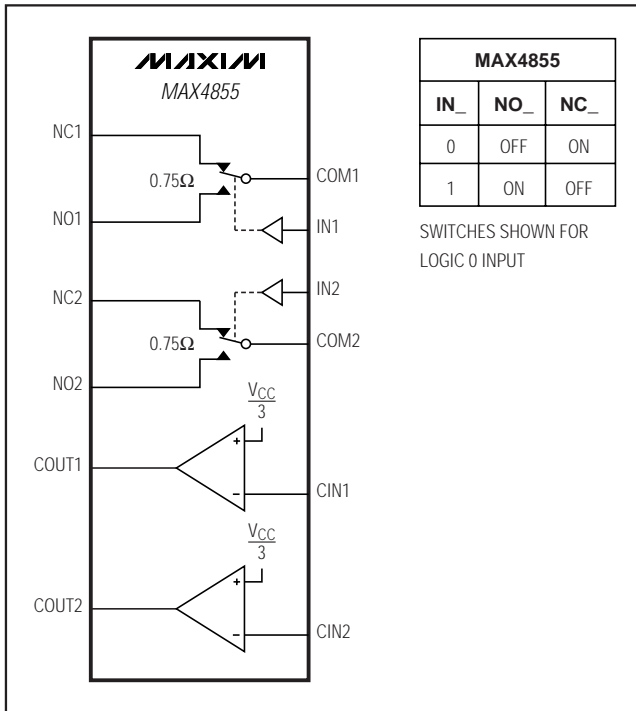 MAXIM
MAX4855
NC1
0.75Ω
COM1
NO1
IN1
NC2
IN2
0.75Ω
COM2
NO2
VCC
3
+
COUT1
-
CIN1
VCC
3
+
COUT2
-
CIN2
MAX4855
IN_ NO_ NC_
0 OFF ON
1 ON OFF
SWITCHES SHOWN FOR
LOGIC 0 INPUT